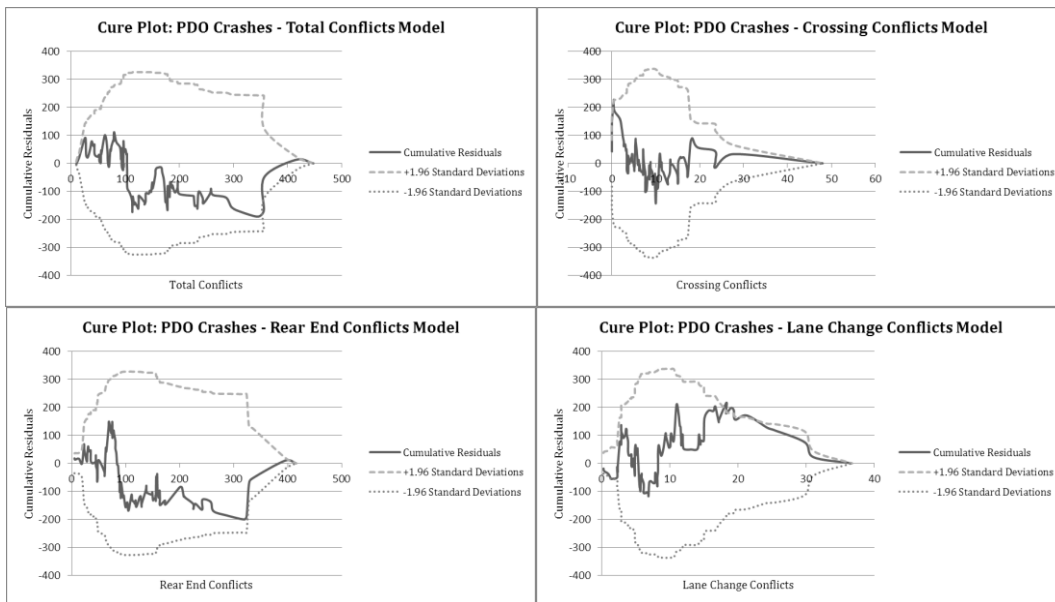 Cure Plot: PDO Crashes - Total Conflicts Model
400
300
200
100
0
-100
-200
-300
-400
0 100 200 300 400 500
Cumulative Residuals
Total Conflicts
Cumulative Residuals
+1.96 Standard Deviations
-1.96 Standard Deviations
Cure Plot: PDO Crashes - Crossing Conflicts Model
400
300
200
100
0
-100
-200
-300
-400
-10 0 10 20 30 40 50 60
Cumulative Residuals
Crossing Conflicts
Cumulative Residuals
+1.96 Standard Deviations
-1.96 Standard Deviations
Cure Plot: PDO Crashes - Rear End Conflicts Model
400
300
200
100
0
-100
-200
-300
-400
0 100 200 300 400 500
Cumulative Residuals
Rear End Conflicts
Cumulative Residuals
+1.96 Standard Deviations
-1.96 Standard Deviations
Cure Plot: PDO Crashes - Lane Change Conflicts Model
400
300
200
100
0
-100
-200
-300
-400
0 10 20 30 40
Cumulative Residuals
Lane Change Conflicts
Cumulative Residuals
+1.96 Standard Deviations
-1.96 Standard Deviations